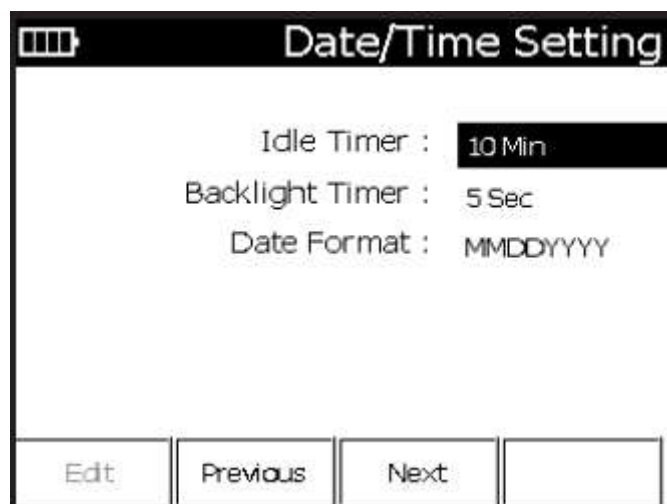 Date/Time Setting
Idle Timer : 10 Min
Backlight Timer : 5 Sec
Date Format : MMDDYYYY
Edit Previous Next